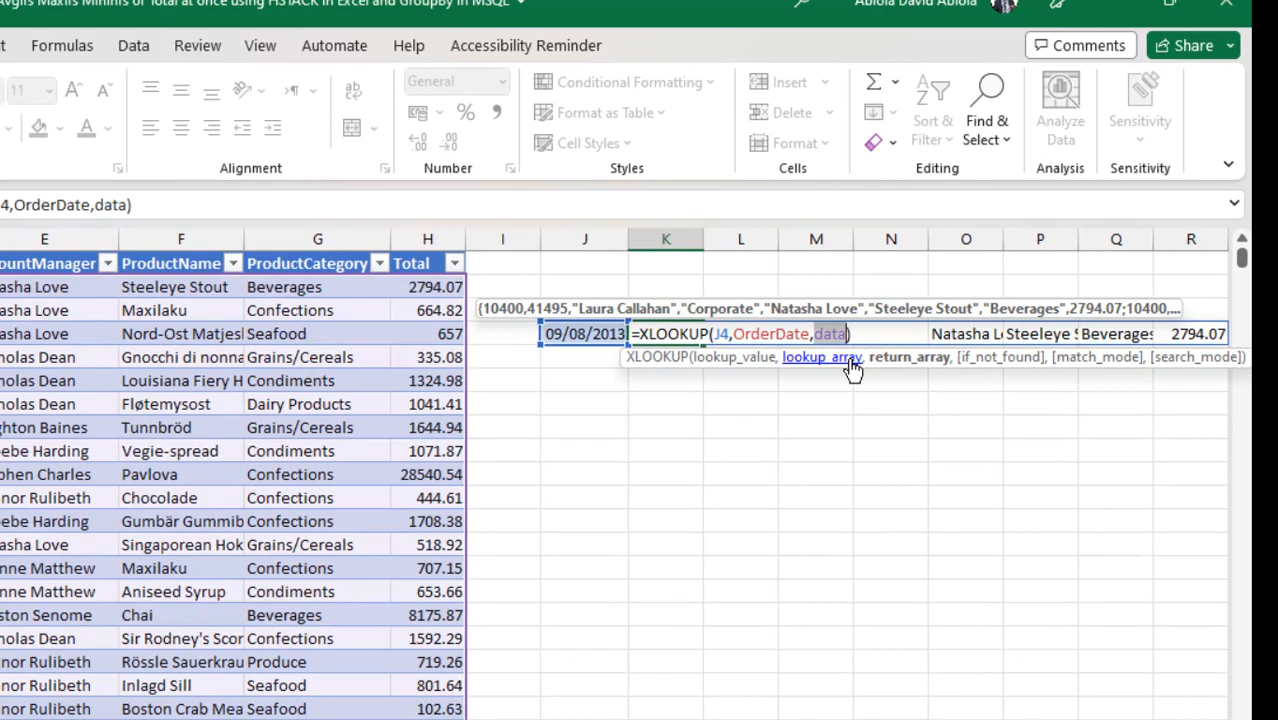 AvgIfs MaxIfs MinIfs of Total at once using HSTACK in Excel and GroupBy in MSQL
Abiola David Abiola
Formulas Data Review View Automate Help Accessibility Reminder Comments Share
11 General Conditional Formatting Insert
Format as Table Delete Sort & Filter Find & Select Analyze Data Sensitivity
Cell Styles Format
Alignment Number Styles Cells Editing Analysis Sensitivity
4,OrderDate,data)
E F G H I J K L M N O P Q R
ountManager ProductName ProductCategory Total
asha Love Steeleye Stout Beverages 2794.07
asha Love Maxilaku Confections 664.82 {10400,41495,"Laura Callahan","Corporate","Natasha Love","Steeleye Stout","Beverages",2794.07;10400,...
asha Love Nord-Ost Matjes Seafood 657 09/08/2013 =XLOOKUP(J4,OrderDate,data) Natasha Lo Steeleye S Beverages 2794.07
holas Dean Gnocchi di nonna Grains/Cereals 335.08 XLOOKUP(lookup_value, lookup_array, return_array, [if_not_found], [match_mode], [search_mode])
holas Dean Louisiana Fiery H Condiments 1324.98
holas Dean Fløtemysost Dairy Products 1041.41
ghton Baines Tunnbröd Grains/Cereals 1644.94
ebe Harding Vegie-spread Condiments 1071.87
phen Charles Pavlova Confections 28540.54
nor Rulibeth Chocolade Confections 444.61
ebe Harding Gumbär Gummib Confections 1708.38
asha Love Singaporean Hok Grains/Cereals 518.92
nne Matthew Maxilaku Confections 707.15
nne Matthew Aniseed Syrup Condiments 653.66
ston Senome Chai Beverages 8175.87
holas Dean Sir Rodney's Scor Confections 1592.29
nor Rulibeth Rössle Sauerkrau Produce 719.26
nor Rulibeth Inlagd Sill Seafood 801.64
nor Rulibeth Boston Crab Mea Seafood 102.63